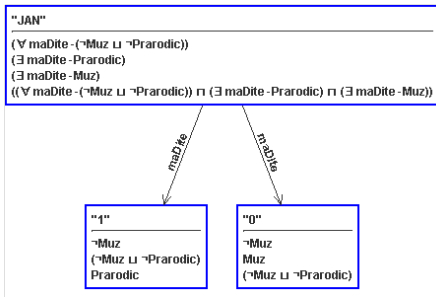 "JAN"
(∀ maDite -(¬Muz ⊔ ¬Prarodic))
(∃ maDite -Prarodic)
(∃ maDite -Muz)
((∀ maDite -(¬Muz ⊔ ¬Prarodic)) ⊓ (∃ maDite -Prarodic) ⊓ (∃ maDite -Muz))
maDite
maDite
"1"
¬Muz
(¬Muz ⊔ ¬Prarodic)
Prarodic
"0"
¬Muz
Muz
(¬Muz ⊔ ¬Prarodic)